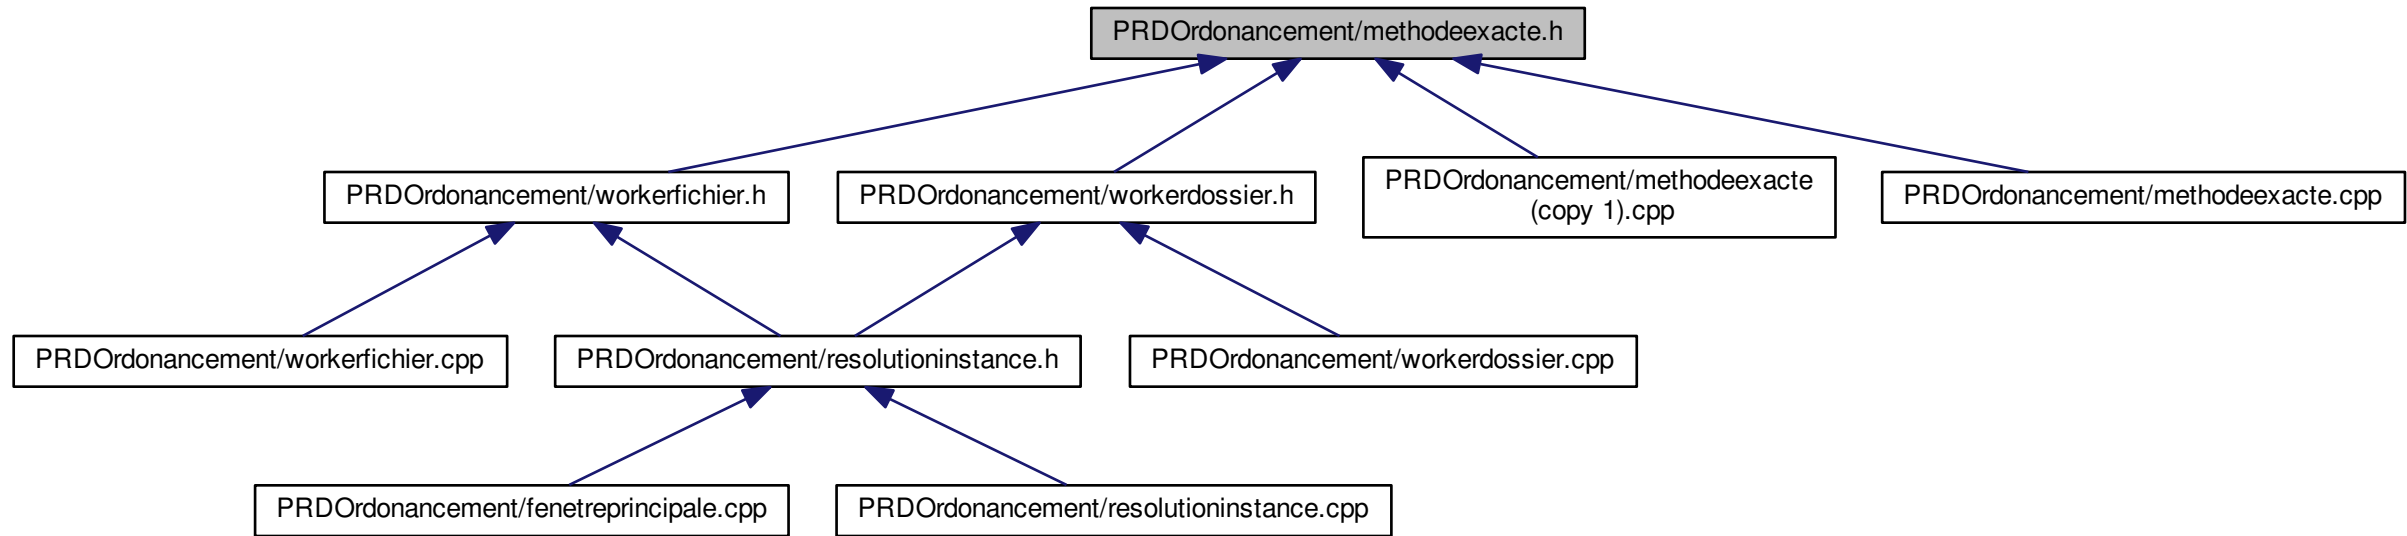 PRDOrdonancement/methodeexacte.h
PRDOrdonancement/workerfichier.h
PRDOrdonancement/workerdossier.h
PRDOrdonancement/methodeexacte
(copy 1).cpp
PRDOrdonancement/methodeexacte.cpp
PRDOrdonancement/workerfichier.cpp
PRDOrdonancement/resolutioninstance.h
PRDOrdonancement/workerdossier.cpp
PRDOrdonancement/fenetreprincipale.cpp
PRDOrdonancement/resolutioninstance.cpp